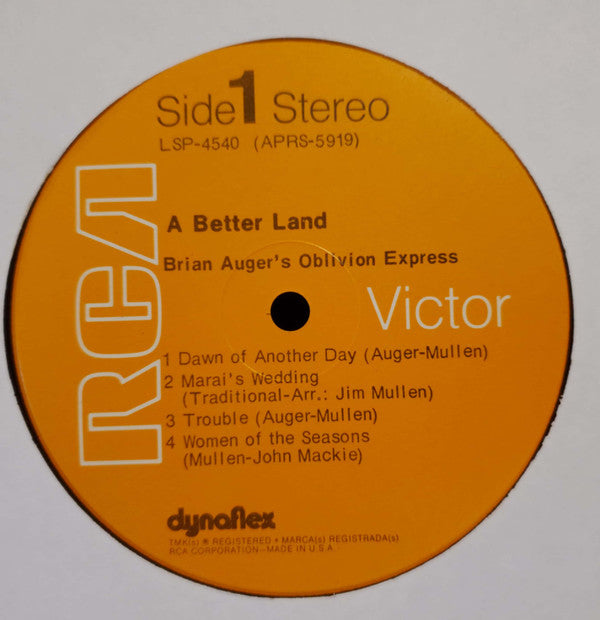 Side 1 Stereo
LSP-4540 (APRS-5919)
RCA
A Better Land
Brian Auger's Oblivion Express
Victor
1 Dawn of Another Day (Auger-Mullen)
2 Marai's Wedding
(Traditional-Arr.: Jim Mullen)
3 Trouble (Auger-Mullen)
4 Women of the Seasons
(Mullen-John Mackie)
dynaflex
TMK(s) ® REGISTERED • MARCA(s) REGISTRADA(s)
RCA CORPORATION—MADE IN U.S.A.